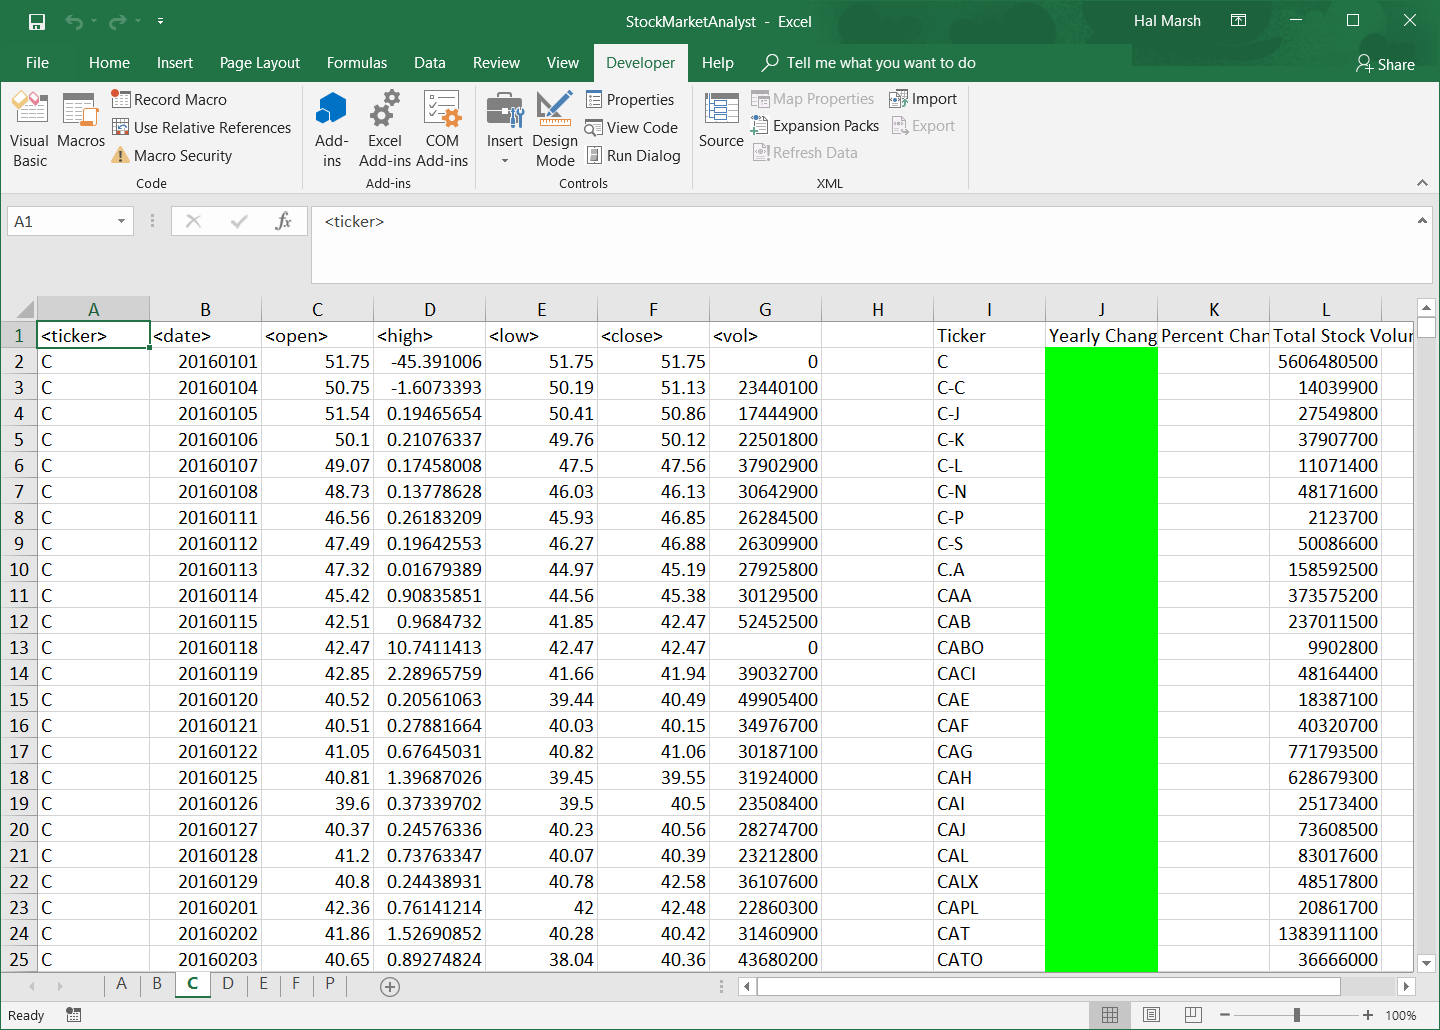 StockMarketAnalyst - Excel
Hal Marsh
File Home Insert Page Layout Formulas Data Review View Developer Help Tell me what you want to do Share
Visual Basic
Macros
Record Macro
Use Relative References
Macro Security
Code
Add-ins
Excel Add-ins
COM Add-ins
Add-ins
Insert
Design Mode
Properties
View Code
Run Dialog
Controls
Source
Map Properties
Expansion Packs
Refresh Data
Import
Export
XML
A1
fx
<ticker>
A B C D E F G H I J K L
1 <ticker> <date> <open> <high> <low> <close> <vol> Ticker Yearly Chang Percent Chan Total Stock Volur
2 C 20160101 51.75 -45.391006 51.75 51.75 0 C 5606480500
3 C 20160104 50.75 -1.6073393 50.19 51.13 23440100 C-C 14039900
4 C 20160105 51.54 0.19465654 50.41 50.86 17444900 C-J 27549800
5 C 20160106 50.1 0.21076337 49.76 50.12 22501800 C-K 37907700
6 C 20160107 49.07 0.17458008 47.5 47.56 37902900 C-L 11071400
7 C 20160108 48.73 0.13778628 46.03 46.13 30642900 C-N 48171600
8 C 20160111 46.56 0.26183209 45.93 46.85 26284500 C-P 2123700
9 C 20160112 47.49 0.19642553 46.27 46.88 26309900 C-S 50086600
10 C 20160113 47.32 0.01679389 44.97 45.19 27925800 C.A 158592500
11 C 20160114 45.42 0.90835851 44.56 45.38 30129500 CAA 373575200
12 C 20160115 42.51 0.9684732 41.85 42.47 52452500 CAB 237011500
13 C 20160118 42.47 10.7411413 42.47 42.47 0 CABO 9902800
14 C 20160119 42.85 2.28965759 41.66 41.94 39032700 CACI 48164400
15 C 20160120 40.52 0.20561063 39.44 40.49 49905400 CAE 18387100
16 C 20160121 40.51 0.27881664 40.03 40.15 34976700 CAF 40320700
17 C 20160122 41.05 0.67645031 40.82 41.06 30187100 CAG 771793500
18 C 20160125 40.81 1.39687026 39.45 39.55 31924000 CAH 628679300
19 C 20160126 39.6 0.37339702 39.5 40.5 23508400 CAI 25173400
20 C 20160127 40.37 0.24576336 40.23 40.56 28274700 CAJ 73608500
21 C 20160128 41.2 0.73763347 40.07 40.39 23212800 CAL 83017600
22 C 20160129 40.8 0.24438931 40.78 42.58 36107600 CALX 48517800
23 C 20160201 42.36 0.76141214 42 42.48 22860300 CAPL 20861700
24 C 20160202 41.86 1.52690852 40.28 40.42 31460900 CAT 1383911100
25 C 20160203 40.65 0.89274824 38.04 40.36 43680200 CATO 36666000
A B C D E F P
Ready
100%